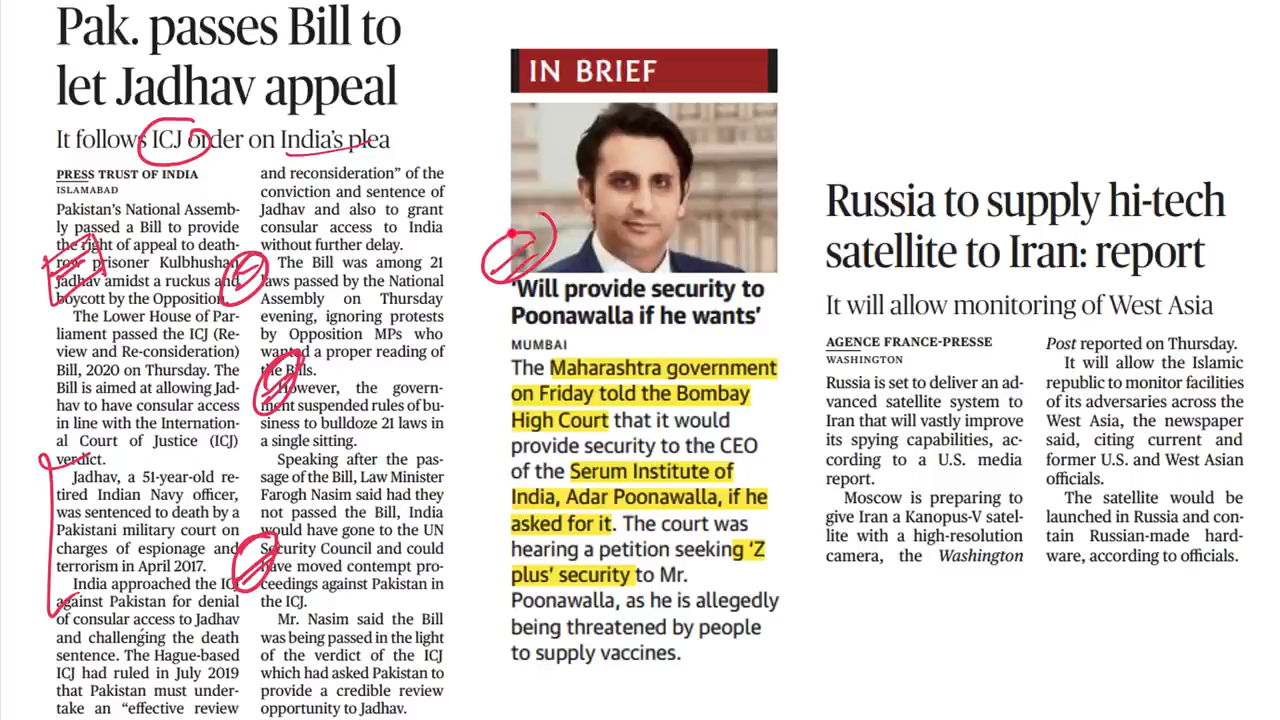 Pak. passes Bill to
let Jadhav appeal
It follows ICJ order on India's plea
PRESS TRUST OF INDIA
ISLAMABAD
Pakistan's National Assemb-
ly passed a Bill to provide
the right of appeal to death-
row prisoner Kulbhushan
Jadhav amidst a ruckus and
boycott by the Opposition.
The Lower House of Par-
liament passed the ICJ (Re-
view and Re-consideration)
Bill, 2020 on Thursday. The
Bill is aimed at allowing Jad-
hav to have consular access
in line with the Internation-
al Court of Justice (ICJ)
verdict.
Jadhav, a 51-year-old re-
tired Indian Navy officer,
was sentenced to death by a
Pakistani military court on
charges of espionage and
terrorism in April 2017.
India approached the ICJ
against Pakistan for denial
of consular access to Jadhav
and challenging the death
sentence. The Hague-based
ICJ had ruled in July 2019
that Pakistan must under-
take an “effective review
and reconsideration” of the
conviction and sentence of
Jadhav and also to grant
consular access to India
without further delay.
The Bill was among 21
laws passed by the National
Assembly on Thursday
evening, ignoring protests
by Opposition MPs who
wanted a proper reading of
the Bills.
However, the govern-
ment suspended rules of bu-
siness to bulldoze 21 laws in
a single sitting.
Speaking after the pas-
sage of the Bill, Law Minister
Farogh Nasim said had they
not passed the Bill, India
would have gone to the UN
Security Council and could
have moved contempt pro-
ceedings against Pakistan in
the ICJ.
Mr. Nasim said the Bill
was being passed in the light
of the verdict of the ICJ
which had asked Pakistan to
provide a credible review
opportunity to Jadhav.
IN BRIEF
'Will provide security to
Poonawalla if he wants'
MUMBAI
The Maharashtra government
on Friday told the Bombay
High Court that it would
provide security to the CEO
of the Serum Institute of
India, Adar Poonawalla, if he
asked for it. The court was
hearing a petition seeking 'Z
plus' security to Mr.
Poonawalla, as he is allegedly
being threatened by people
to supply vaccines.
Russia to supply hi-tech
satellite to Iran: report
It will allow monitoring of West Asia
AGENCE FRANCE-PRESSE
WASHINGTON
Russia is set to deliver an ad-
vanced satellite system to
Iran that will vastly improve
its spying capabilities, ac-
cording to a U.S. media
report.
Moscow is preparing to
give Iran a Kanopus-V satel-
lite with a high-resolution
camera, the Washington
Post reported on Thursday.
It will allow the Islamic
republic to monitor facilities
of its adversaries across the
West Asia, the newspaper
said, citing current and
former U.S. and West Asian
officials.
The satellite would be
launched in Russia and con-
tain Russian-made hard-
ware, according to officials.